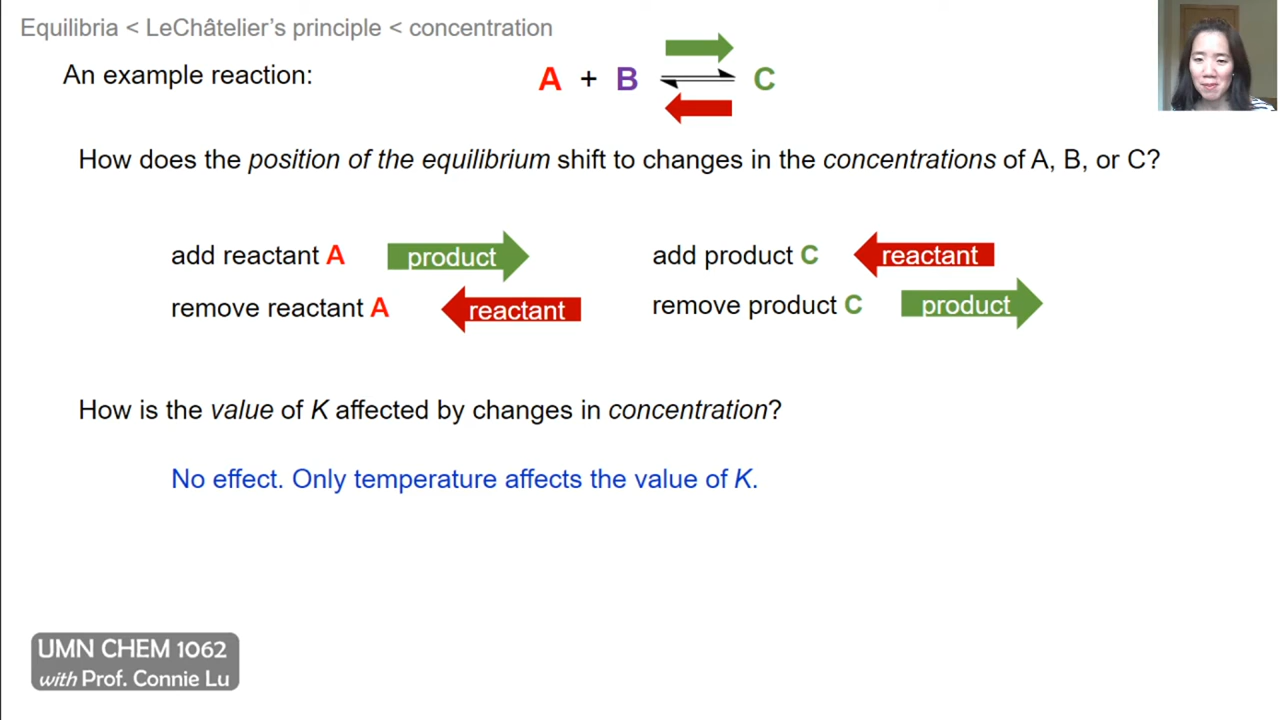 Equilibria < LeChâtelier's principle < concentration
An example reaction:
A + B ⇌ C
How does the position of the equilibrium shift to changes in the concentrations of A, B, or C?
add reactant A product
remove reactant A reactant
add product C reactant
remove product C product
How is the value of K affected by changes in concentration?
No effect. Only temperature affects the value of K.
UMN CHEM 1062
with Prof. Connie Lu